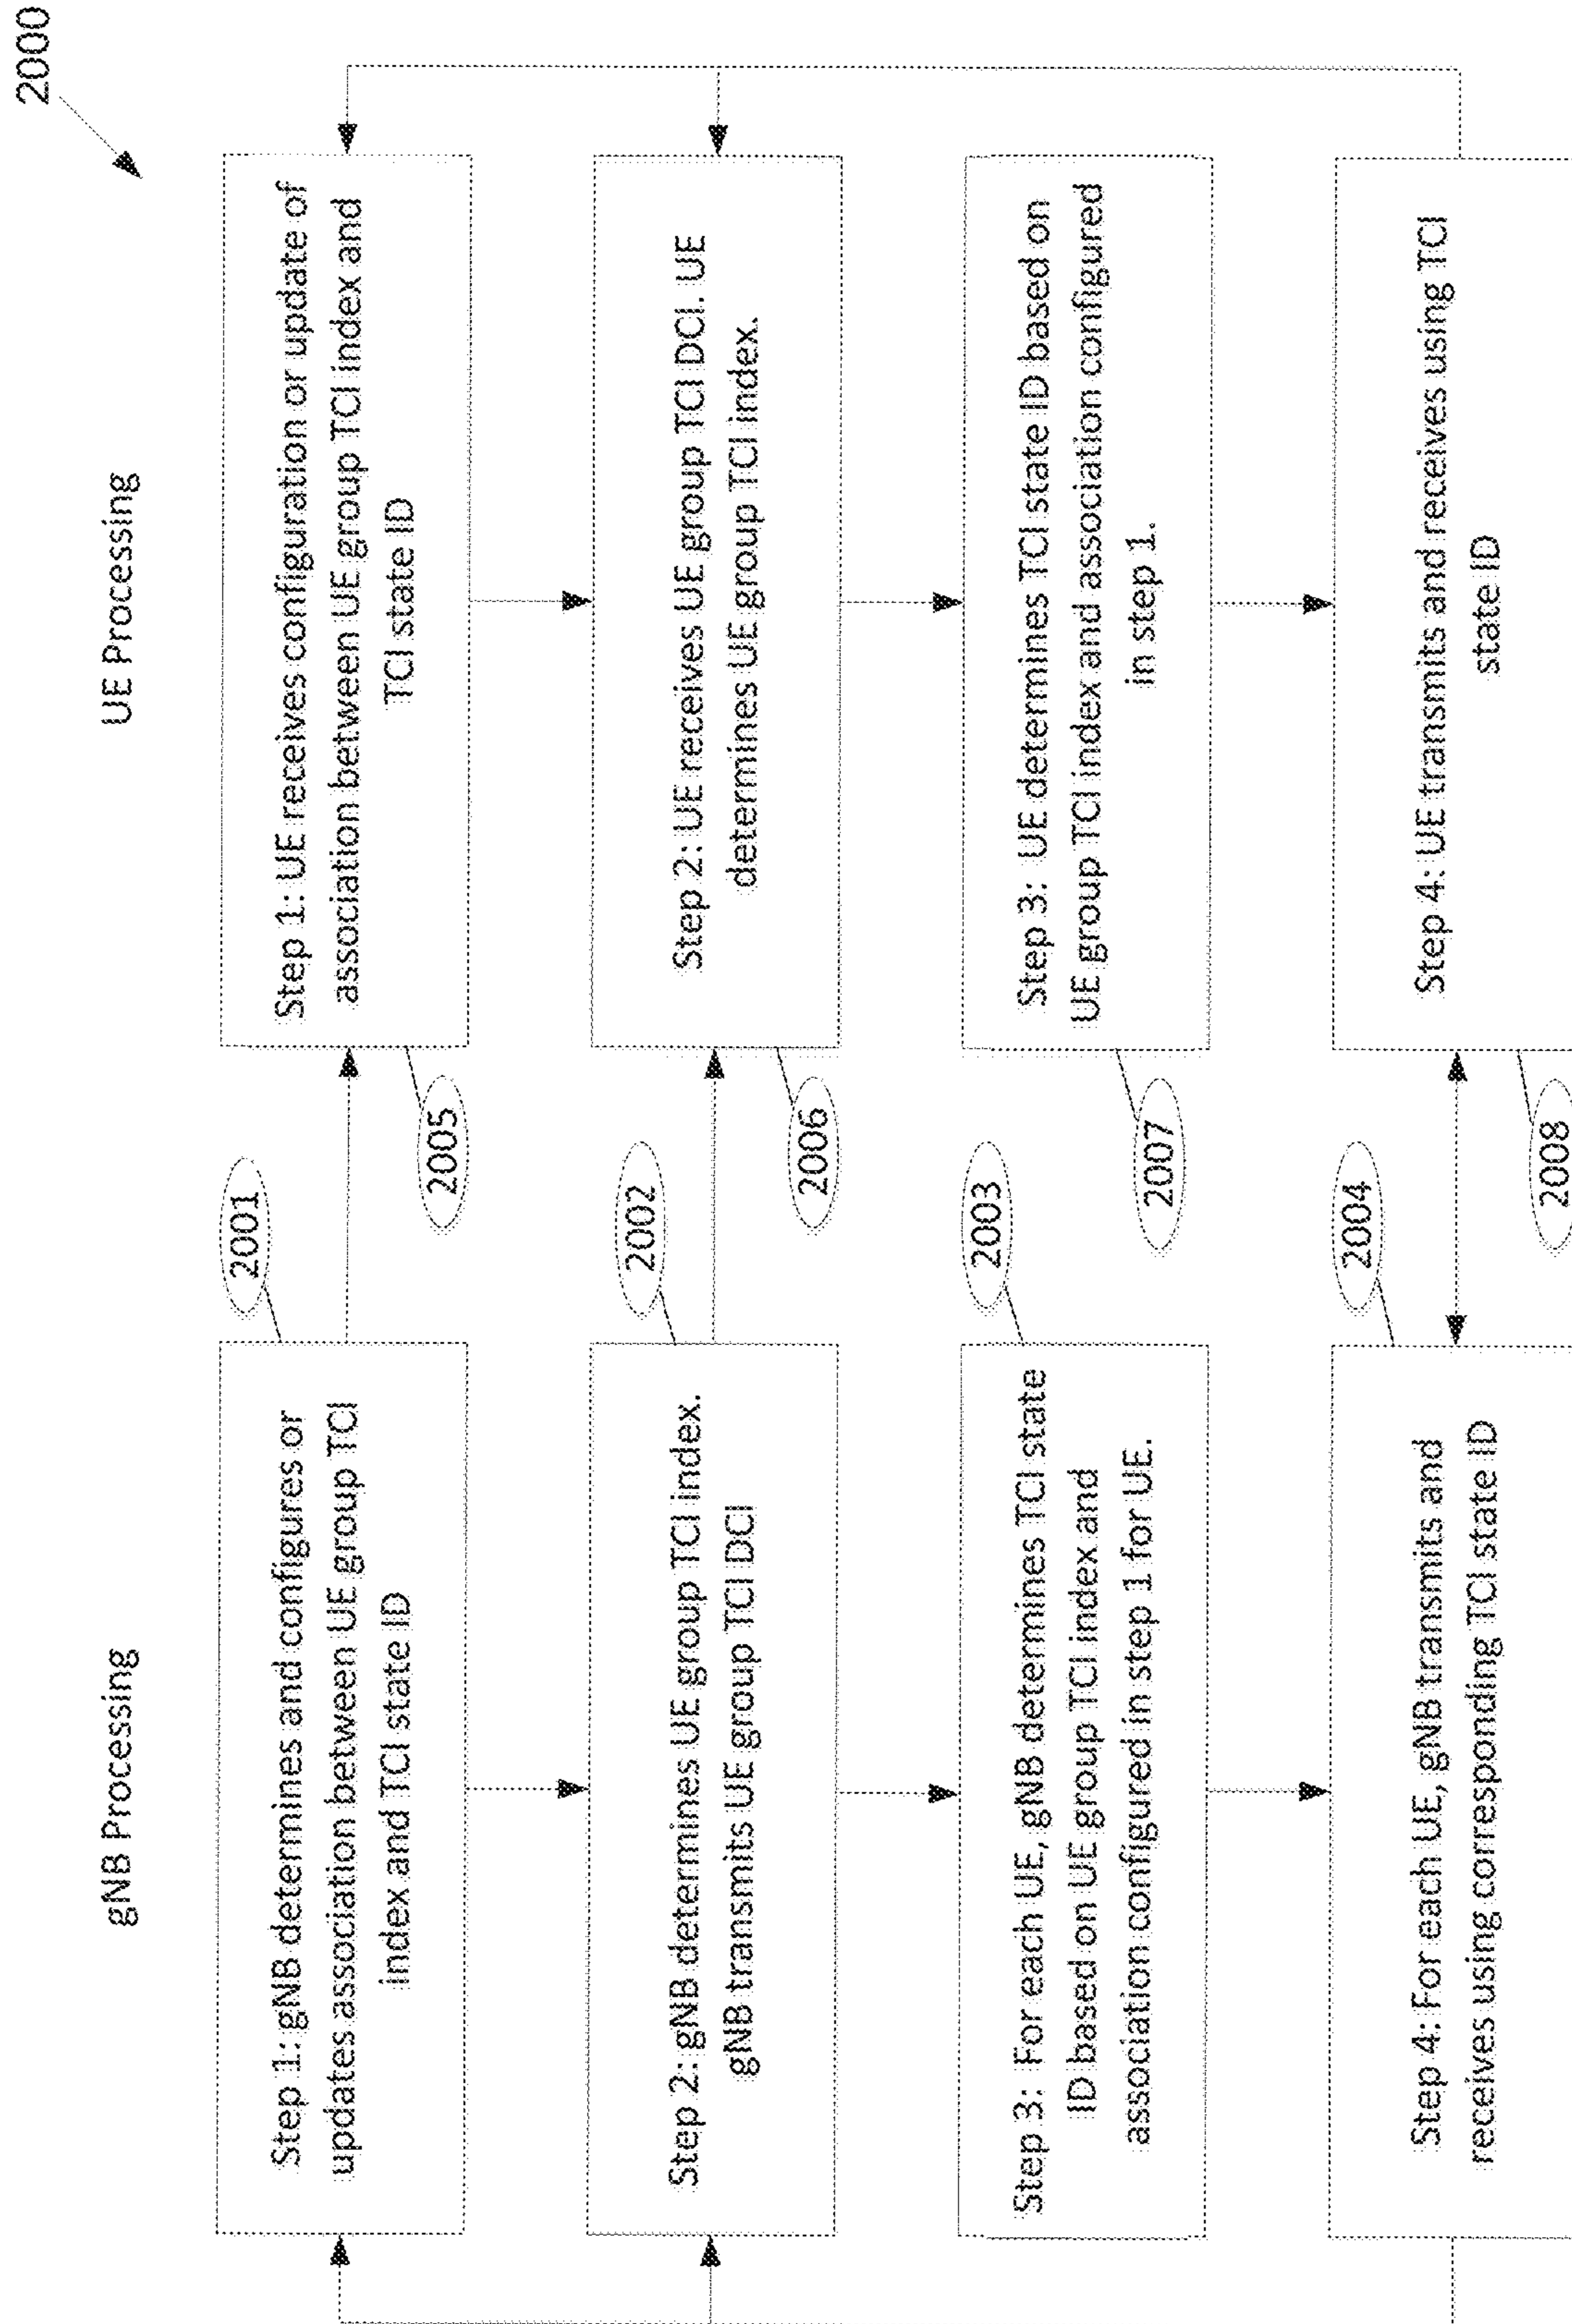 2000
gNB Processing
UE Processing
Step 1: gNB determines and configures or
updates association between UE group TCI
index and TCI state ID
2001
Step 1: UE receives configuration or update of
association between UE group TCI index and
TCI state ID
2005
Step 2: gNB determines UE group TCI index.
gNB transmits UE group TCI DCI
2002
Step 2: UE receives UE group TCI DCI. UE
determines UE group TCI index.
2006
Step 3: For each UE, gNB determines TCI state
ID based on UE group TCI index and
association configured in step 1 for UE.
2003
Step 3: UE determines TCI state ID based on
UE group TCI index and association configured
in step 1.
2007
Step 4: For each UE, gNB transmits and
receives using corresponding TCI state ID
2004
Step 4: UE transmits and receives using TCI
state ID
2008